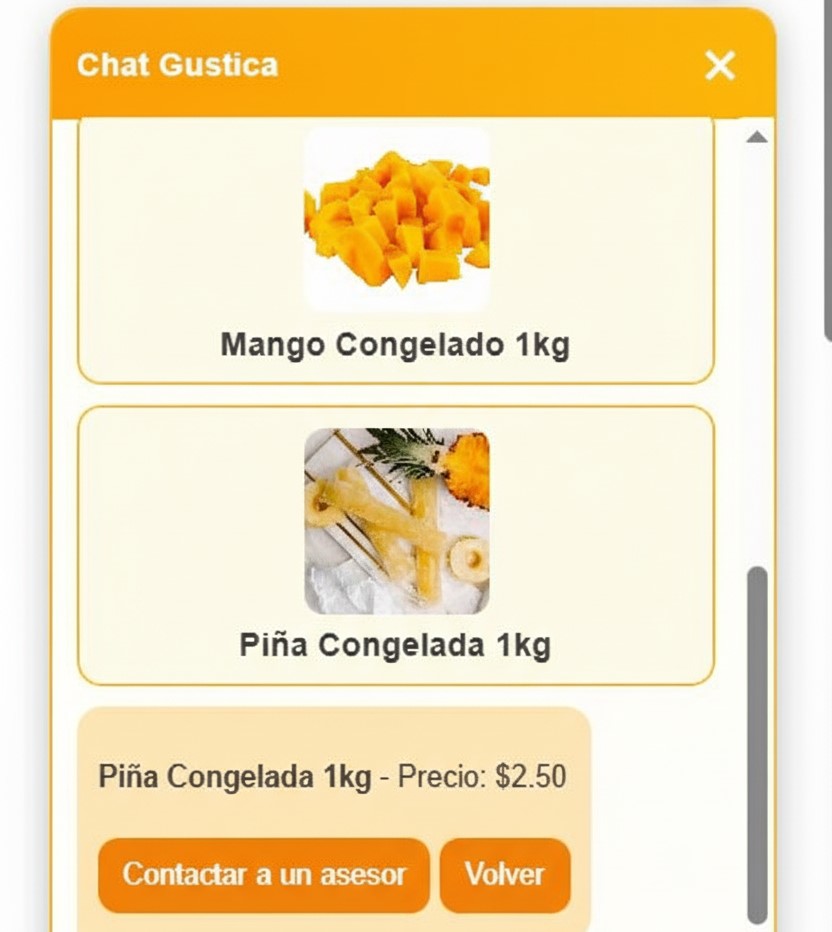 Chat Gustica
Mango Congelado 1kg
Piña Congelada 1kg
Piña Congelada 1kg - Precio: $2.50
Contactar a un asesor
Volver